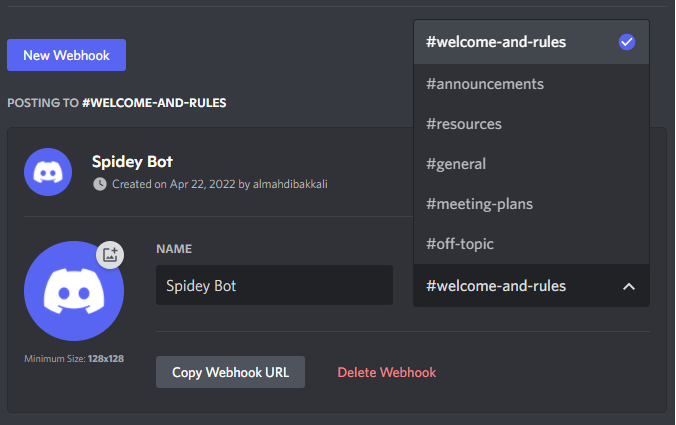 New Webhook
POSTING TO #WELCOME-AND-RULES
Spidey Bot
Created on Apr 22, 2022 by almahdibakkali
Minimum Size: 128x128
NAME
Spidey Bot
#welcome-and-rules
#announcements
#resources
#general
#meeting-plans
#off-topic
#welcome-and-rules
Copy Webhook URL
Delete Webhook